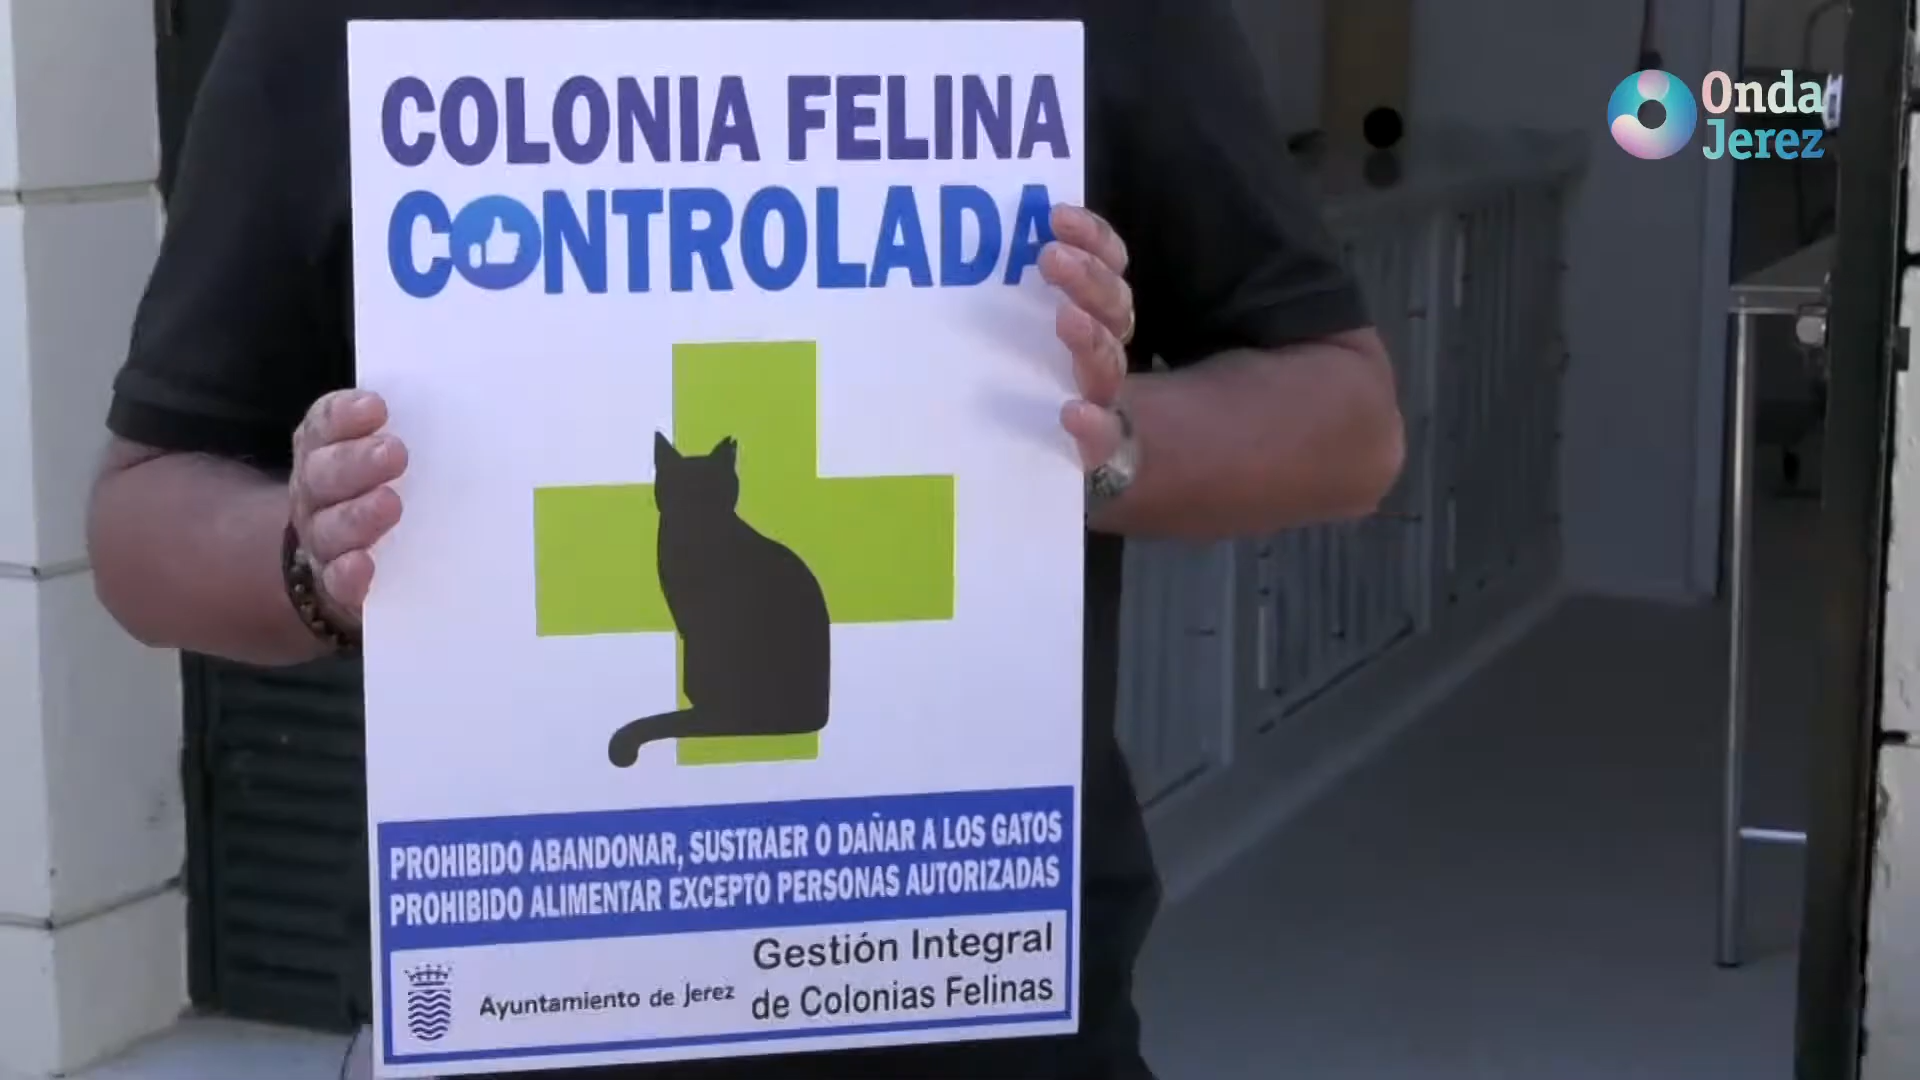 COLONIA FELINA
CONTROLADA
PROHIBIDO ABANDONAR, SUSTRAER O DAÑAR A LOS GATOS
PROHIBIDO ALIMENTAR EXCEPTO PERSONAS AUTORIZADAS
Ayuntamiento de Jerez
Gestión Integral
de Colonias Felinas
Onda
Jerez